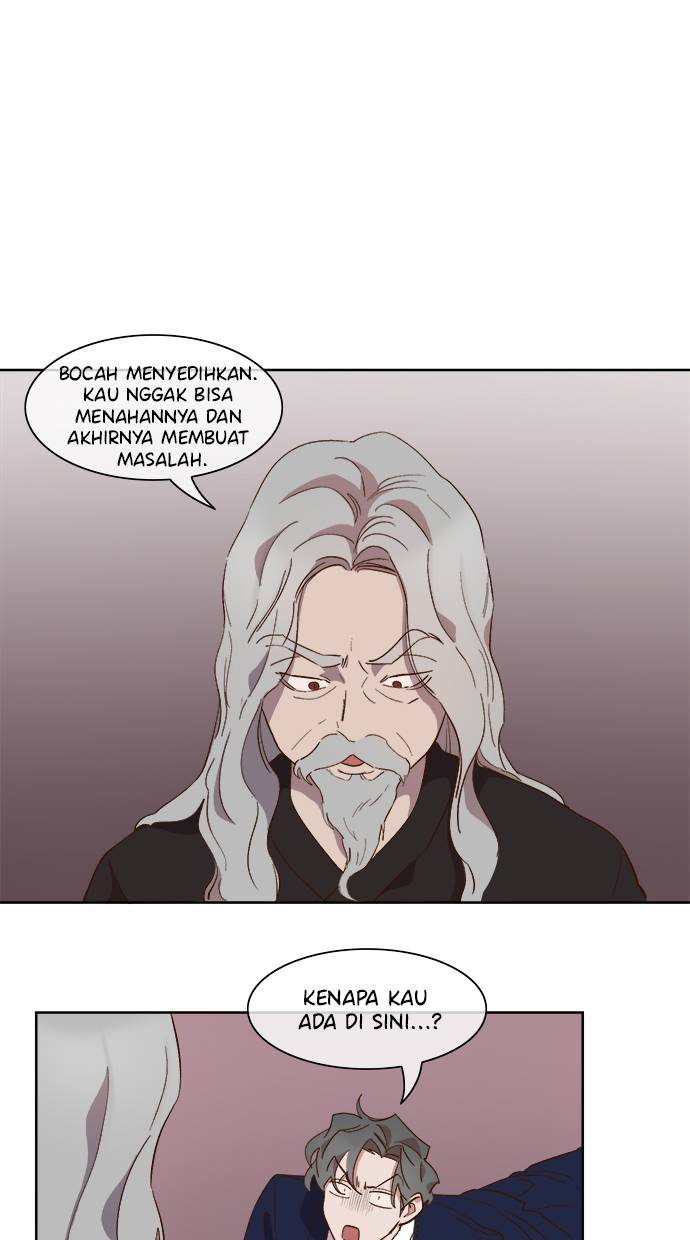 BOCAH MENYEDIHKAN.
KAU NGGAK BISA
MENAHANNYA DAN
AKHIRNYA MEMBUAT
MASALAH.
KENAPA KAU
ADA DI SINI...?